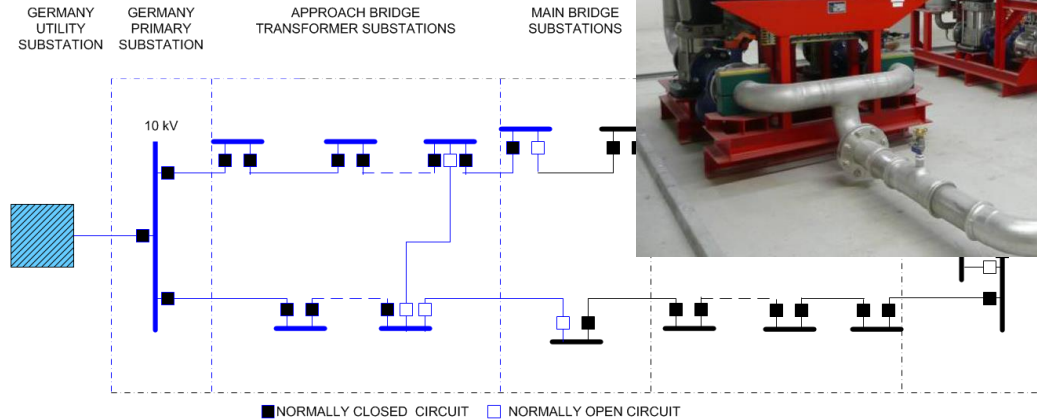 GERMANY
UTILITY
SUBSTATION
GERMANY
PRIMARY
SUBSTATION
APPROACH BRIDGE
TRANSFORMER SUBSTATIONS
MAIN BRIDGE
SUBSTATIONS
10 kV
NORMALLY CLOSED CIRCUIT
NORMALLY OPEN CIRCUIT